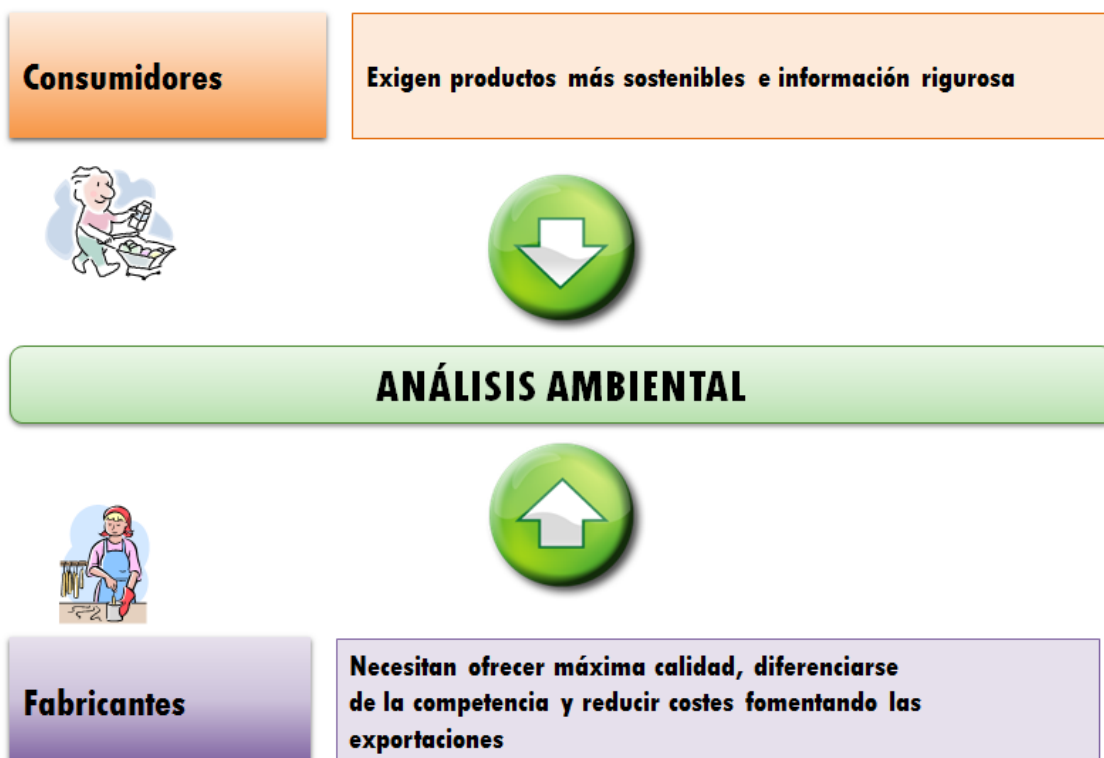 Consumidores
Exigen productos más sostenibles e información rigurosa
ANÁLISIS AMBIENTAL
Fabricantes
Necesitan ofrecer máxima calidad, diferenciarse
de la competencia y reducir costes fomentando las
exportaciones